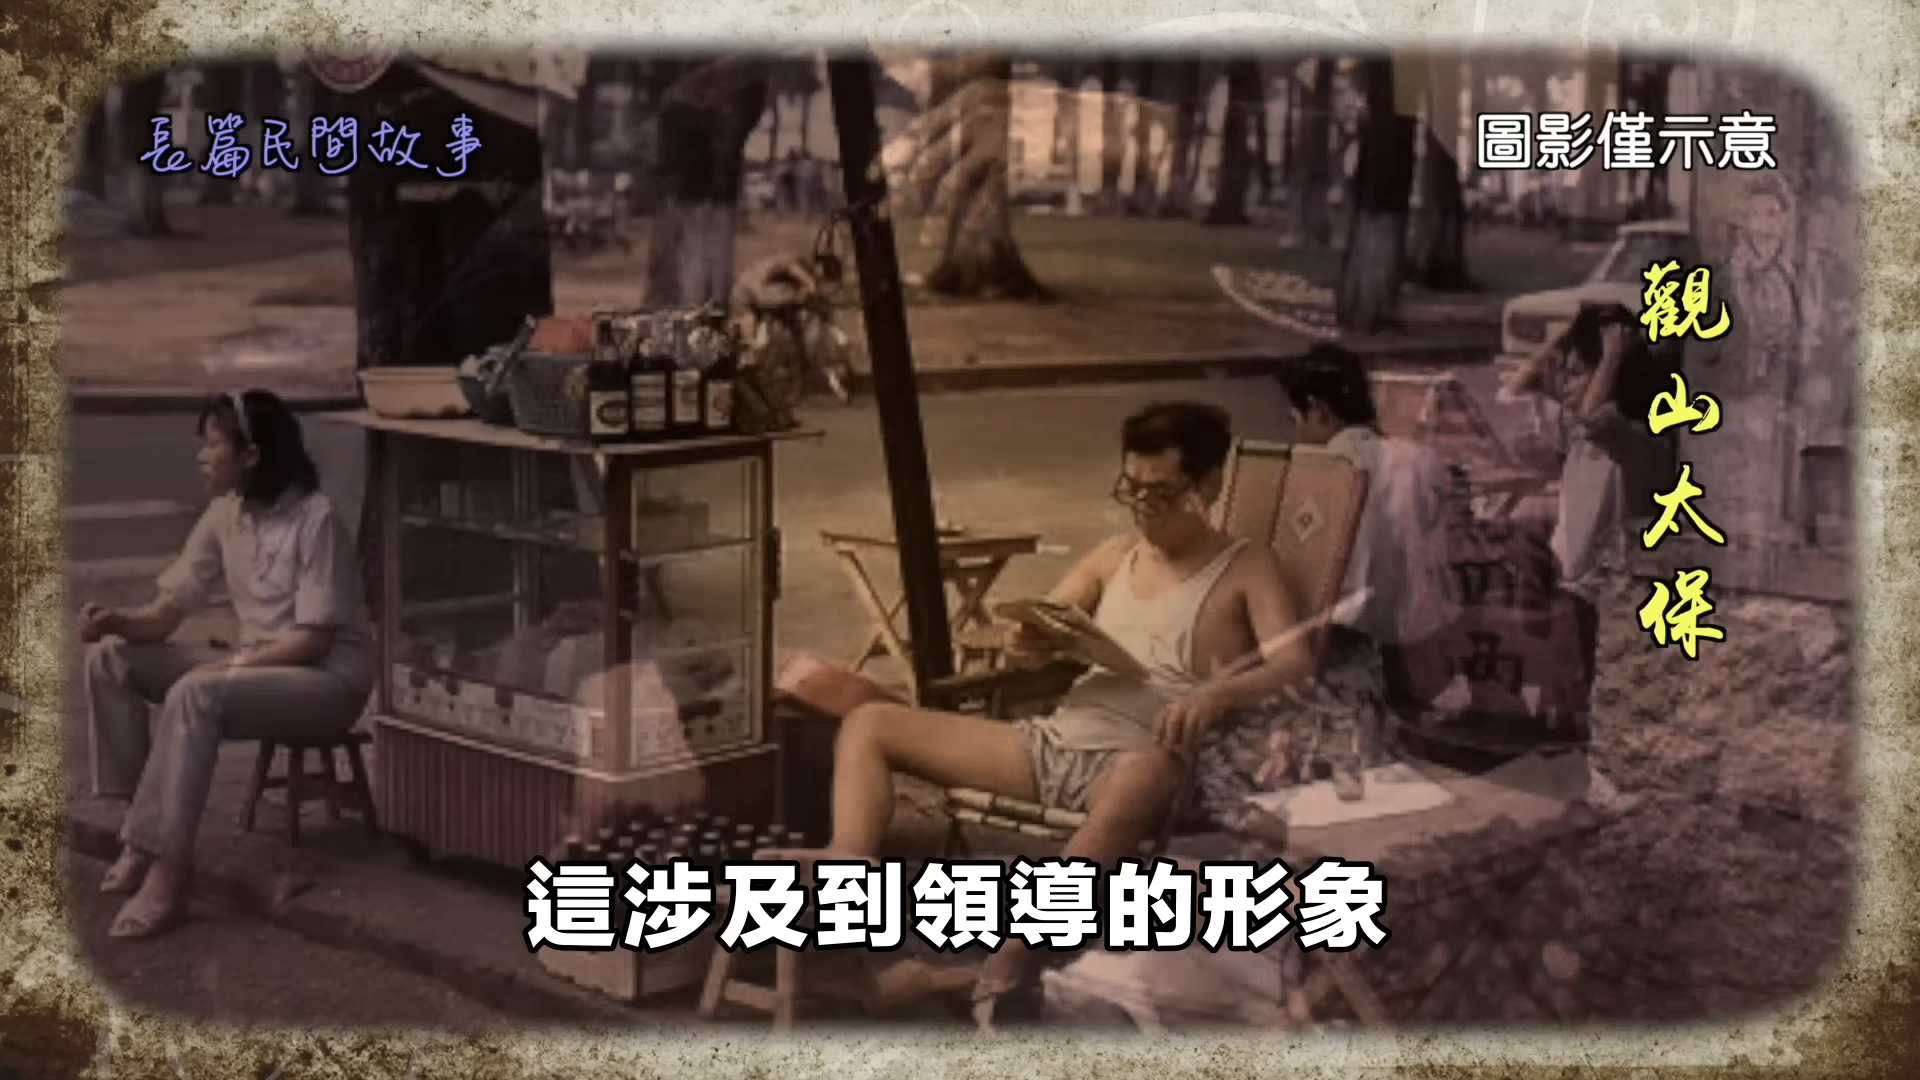 長篇民間故事
圖影僅示意
觀山太保
這涉及到領導的形象